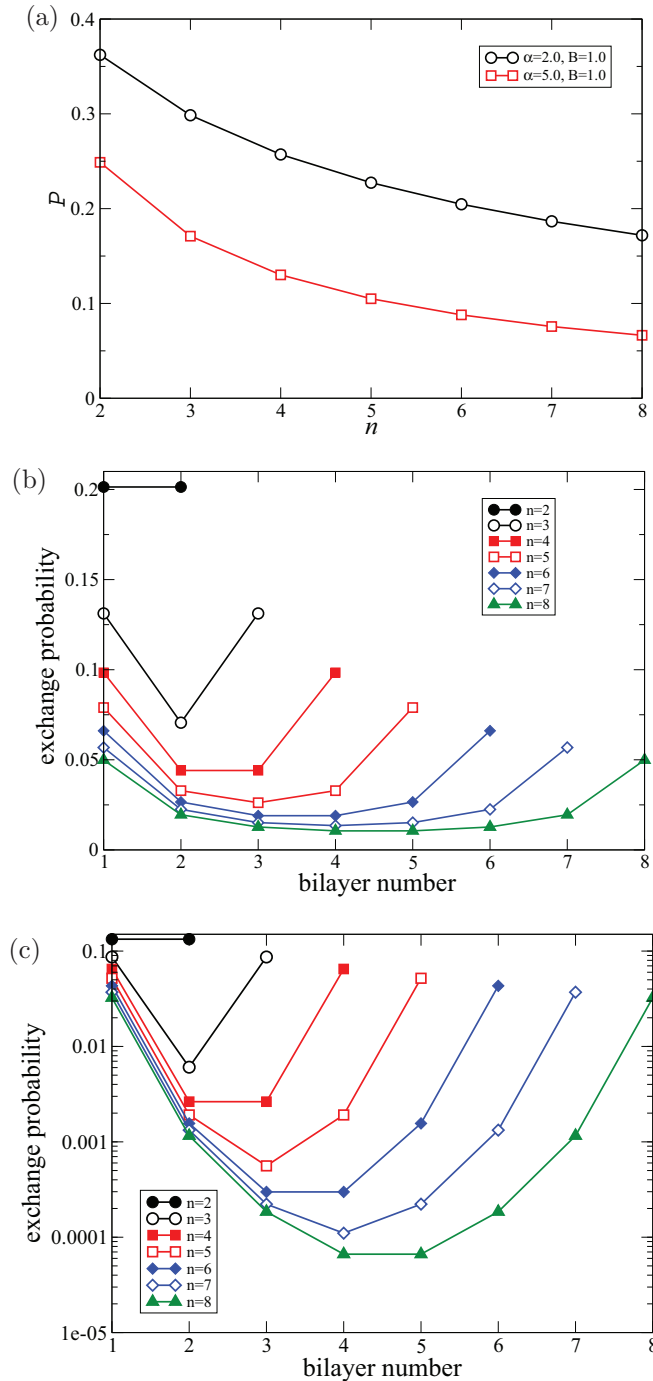 (a)
0.4
0.3
0.2
0.1
0
P
α=2.0, B=1.0
α=5.0, B=1.0
2 3 4 5 6 7 8
n
(b)
0.2
0.15
0.1
0.05
0
exchange probability
n=2
n=3
n=4
n=5
n=6
n=7
n=8
1 2 3 4 5 6 7 8
bilayer number
(c)
0.1
0.01
0.001
0.0001
1e-05
exchange probability
n=2
n=3
n=4
n=5
n=6
n=7
n=8
1 2 3 4 5 6 7 8
bilayer number